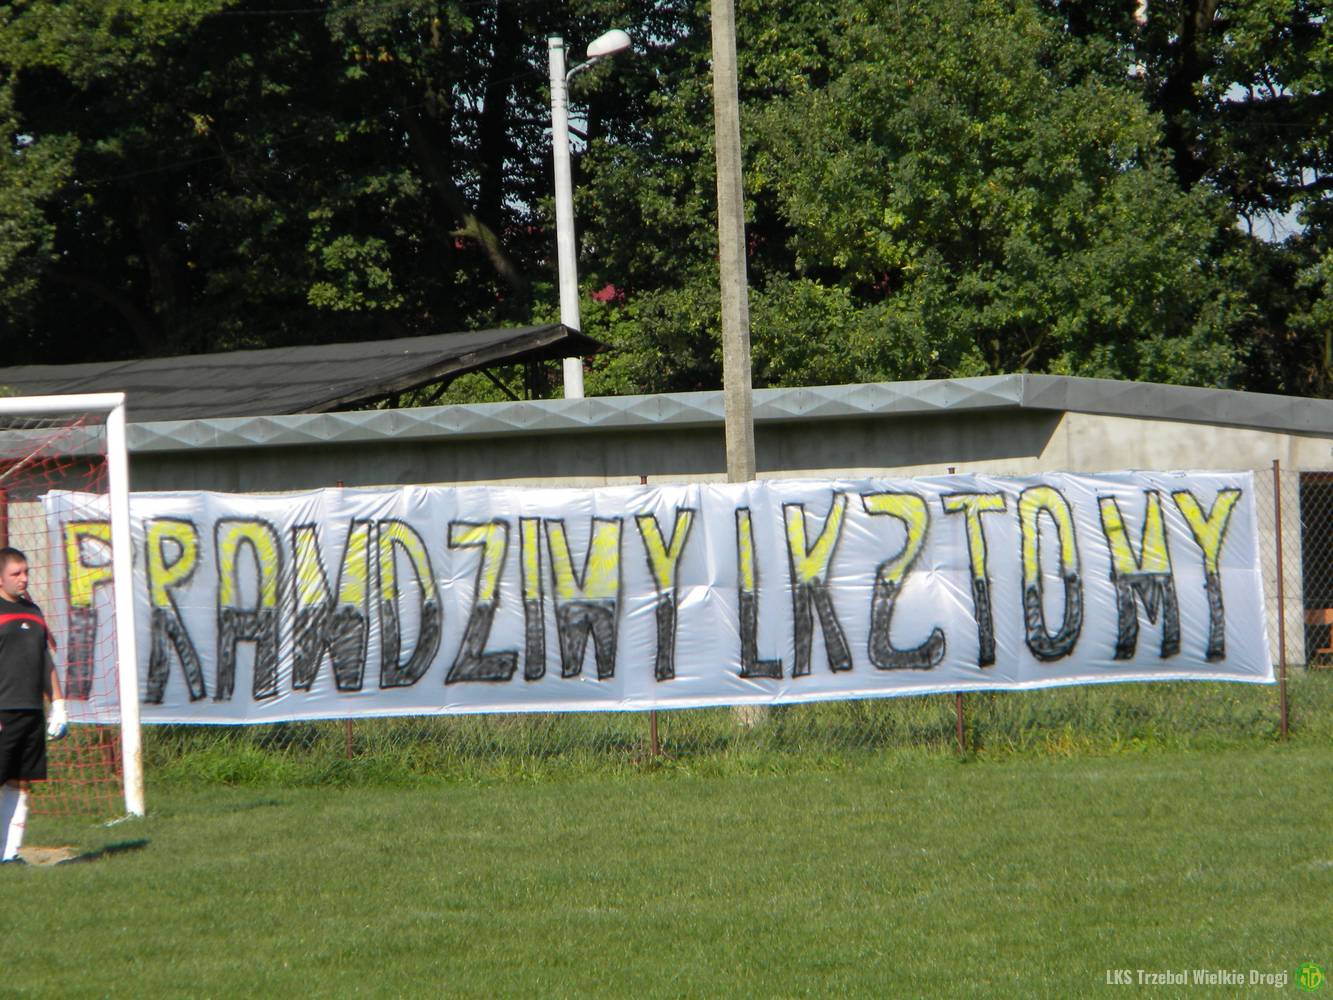 PRAWDZIWY LKS TO MY
LKS Trzebol Wielkie Drogi